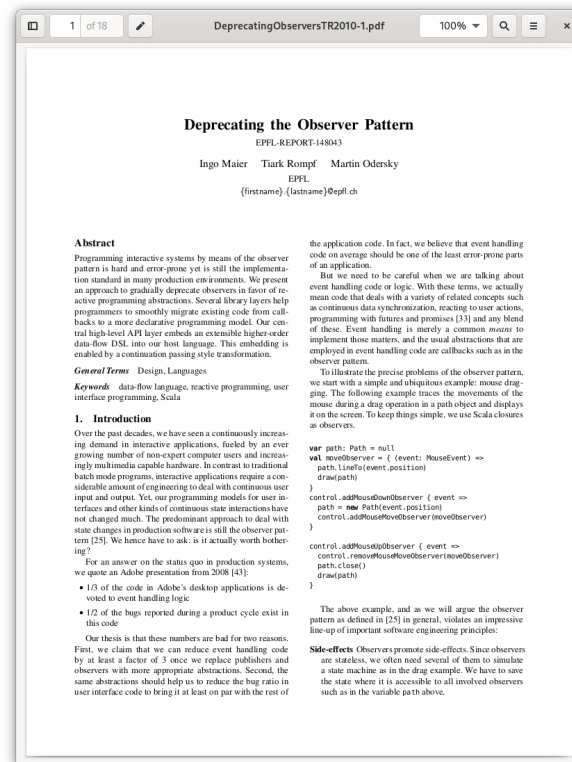 1 of 18
DeprecatingObserversTR2010-1.pdf
100%
Deprecating the Observer Pattern
EPFL-REPORT-148043
Ingo Maier Tiark Rompf Martin Odersky
EPFL
{firstname}.{lastname}@epfl.ch
Abstract
Programming interactive systems by means of the observer
pattern is hard and error-prone yet is still the implementa-
tion standard in many production environments. We present
an approach to gradually deprecate observers in favor of re-
active programming abstractions. Several library layers help
programmers to smoothly migrate existing code from call-
backs to a more declarative programming model. Our cen-
tral high-level API layer embeds an extensible higher-order
data-flow DSL into our host language. This embedding is
enabled by a continuation passing style transformation.
General Terms Design, Languages
Keywords data-flow language, reactive programming, user
interface programming, Scala
1. Introduction
Over the past decades, we have seen a continuously increas-
ing demand in interactive applications, fueled by an ever
growing number of non-expert computer users and increas-
ingly multimedia capable hardware. In contrast to traditional
batch mode programs, interactive applications require a con-
siderable amount of engineering to deal with continuous user
input and output. Yet, our programming models for user in-
terfaces and other kinds of continuous state interactions have
not changed much. The predominant approach to deal with
state changes in production software is still the observer pat-
tern [25]. We hence have to ask: is it actually worth bother-
ing?
For an answer on the status quo in production systems,
we quote an Adobe presentation from 2008 [43]:
• 1/3 of the code in Adobe's desktop applications is de-
voted to event handling logic
• 1/2 of the bugs reported during a product cycle exist in
this code
Our thesis is that these numbers are bad for two reasons.
First, we claim that we can reduce event handling code
by at least a factor of 3 once we replace publishers and
observers with more appropriate abstractions. Second, the
same abstractions should help us to reduce the bug ratio in
user interface code to bring it at least on par with the rest of
the application code. In fact, we believe that event handling
code on average should be one of the least error-prone parts
of an application.
But we need to be careful when we are talking about
event handling code or logic. With these terms, we actually
mean code that deals with a variety of related concepts such
as continuous data synchronization, reacting to user actions,
programming with futures and promises [33] and any blend
of these. Event handling is merely a common means to
implement those matters, and the usual abstractions that are
employed in event handling code are callbacks such as in the
observer pattern.
To illustrate the precise problems of the observer pattern,
we start with a simple and ubiquitous example: mouse drag-
ging. The following example traces the movements of the
mouse during a drag operation in a path object and displays
it on the screen. To keep things simple, we use Scala closures
as observers.
var path: Path = null
val moveObserver = { (event: MouseEvent) =>
path.lineTo(event.position)
draw(path)
}
control.addMouseDownObserver { event =>
path = new Path(event.position)
control.addMouseMoveObserver(moveObserver)
}
control.addMouseUpObserver { event =>
control.removeMouseMoveObserver(moveObserver)
path.close()
draw(path)
}
The above example, and as we will argue the observer
pattern as defined in [25] in general, violates an impressive
line-up of important software engineering principles:
Side-effects Observers promote side-effects. Since observers
are stateless, we often need several of them to simulate
a state machine as in the drag example. We have to save
the state where it is accessible to all involved observers
such as in the variable path above.